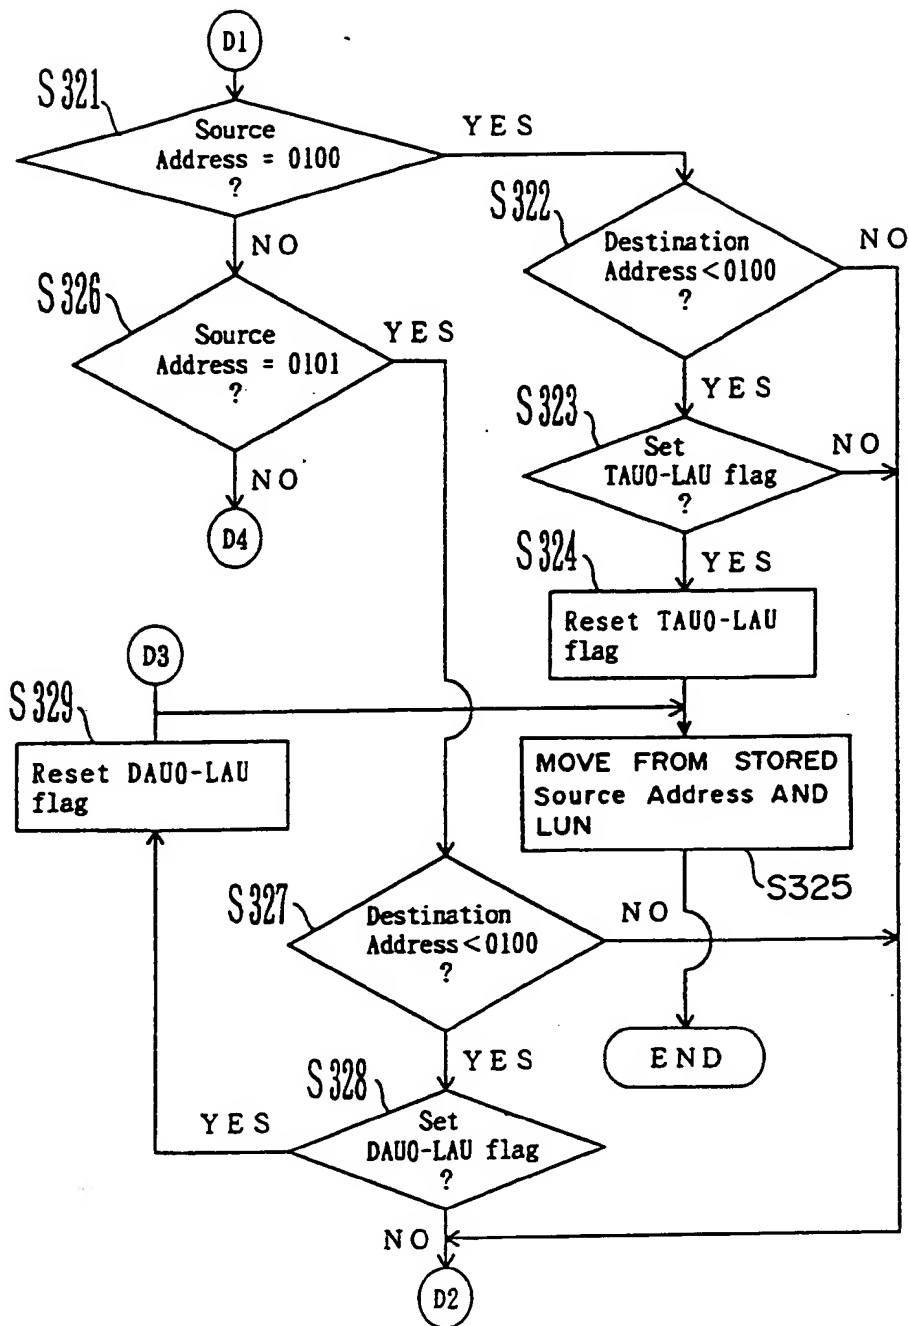 D1
S321
Source
Address = 0100
?
YES
NO
S322
Destination
Address<0100
?
NO
YES
S326
Source
Address = 0101
?
YES
NO
D4
S323
Set
TAU0-LAU flag
?
NO
YES
S324
Reset TAU0-LAU
flag
D3
S329
Reset DAU0-LAU
flag
MOVE FROM STORED
Source Address AND
LUN
S325
S327
Destination
Address<0100
?
NO
YES
END
S328
Set
DAU0-LAU flag
?
YES
NO
D2